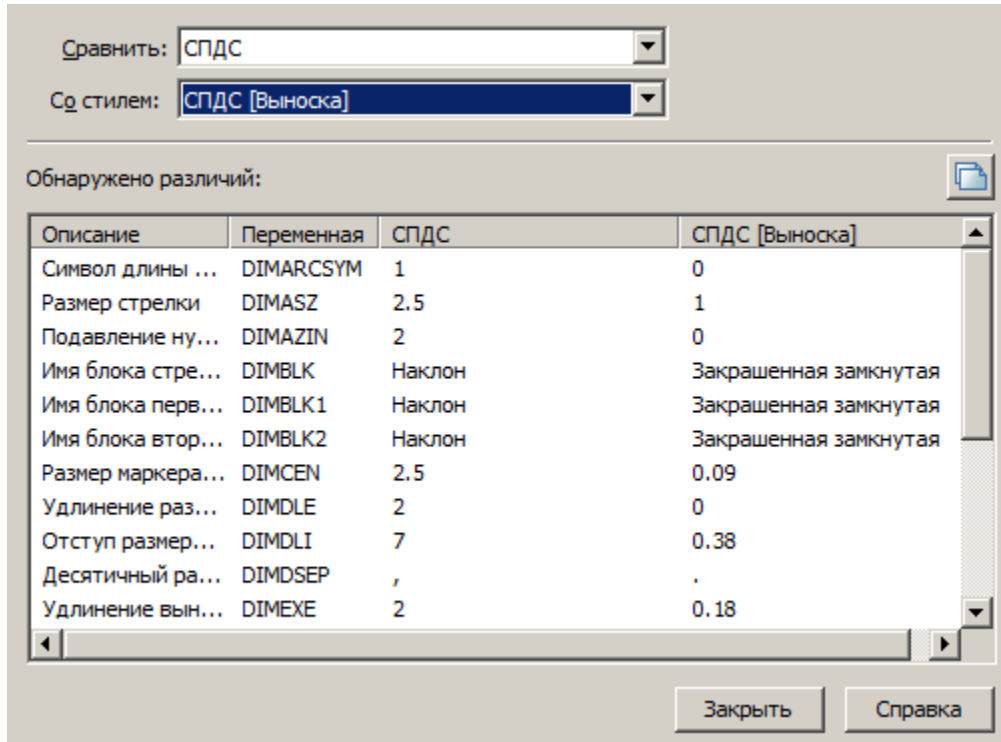 Сравнить: СПДС
Со стилем: СПДС [Выноска]
Обнаружено различий:
Описание Переменная СПДС СПДС [Выноска]
Символ длины ... DIMARCSYM 1 0
Размер стрелки DIMASZ 2.5 1
Подавление ну... DIMAZIN 2 0
Имя блока стре... DIMBLK Наклон Закрашенная замкнутая
Имя блока перв... DIMBLK1 Наклон Закрашенная замкнутая
Имя блока втор... DIMBLK2 Наклон Закрашенная замкнутая
Размер маркера... DIMCEN 2.5 0.09
Удлинение раз... DIMDLE 2 0
Отступ размер... DIMDLI 7 0.38
Десятичный ра... DIMDSEP , .
Удлинение вын... DIMEXE 2 0.18
Закрыть Справка